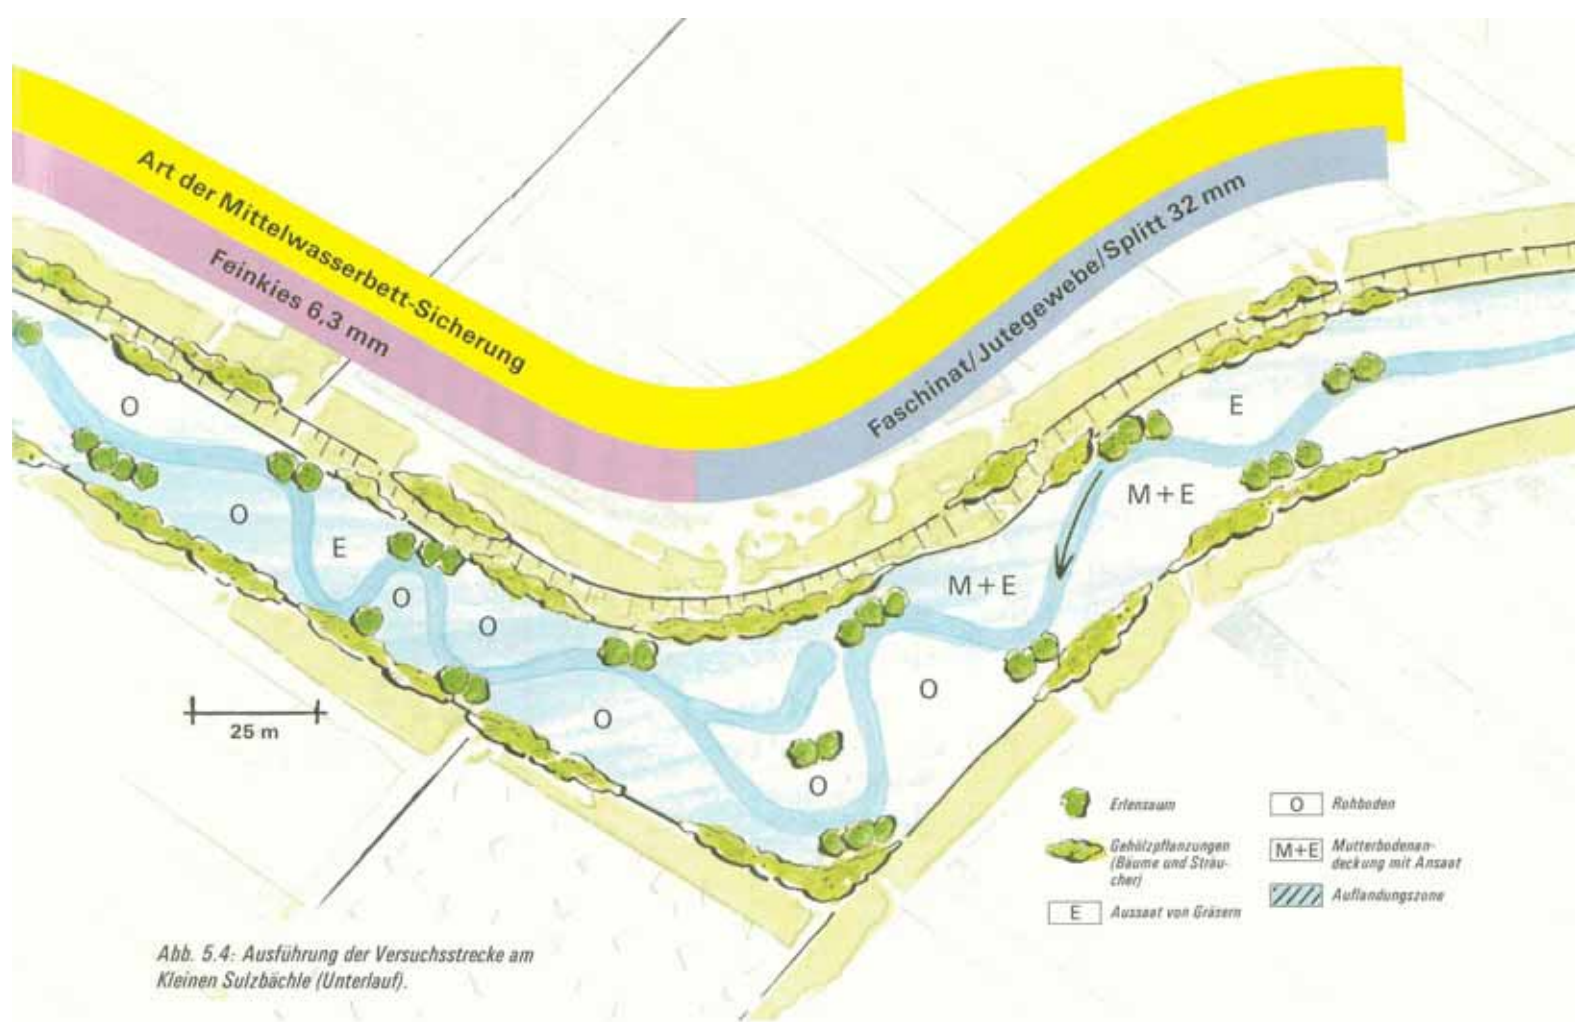 Art der Mittelwasserbett-Sicherung
Feinkies 6,3 mm
Faschinat/Jutegewebe/Splitt 32 mm
O
E
M+E
O
E
M+E
O
O
O
O
O
25 m
Erlensaum
Gehölzpflanzungen
(Bäume und Sträu-
cher)
E Aussaat von Gräsern
O Rohboden
M+E Mutterbodenan-
deckung mit Ansaat
Auflandungszone
Abb. 5.4: Ausführung der Versuchsstrecke am
Kleinen Sulzbächle (Unterlauf).